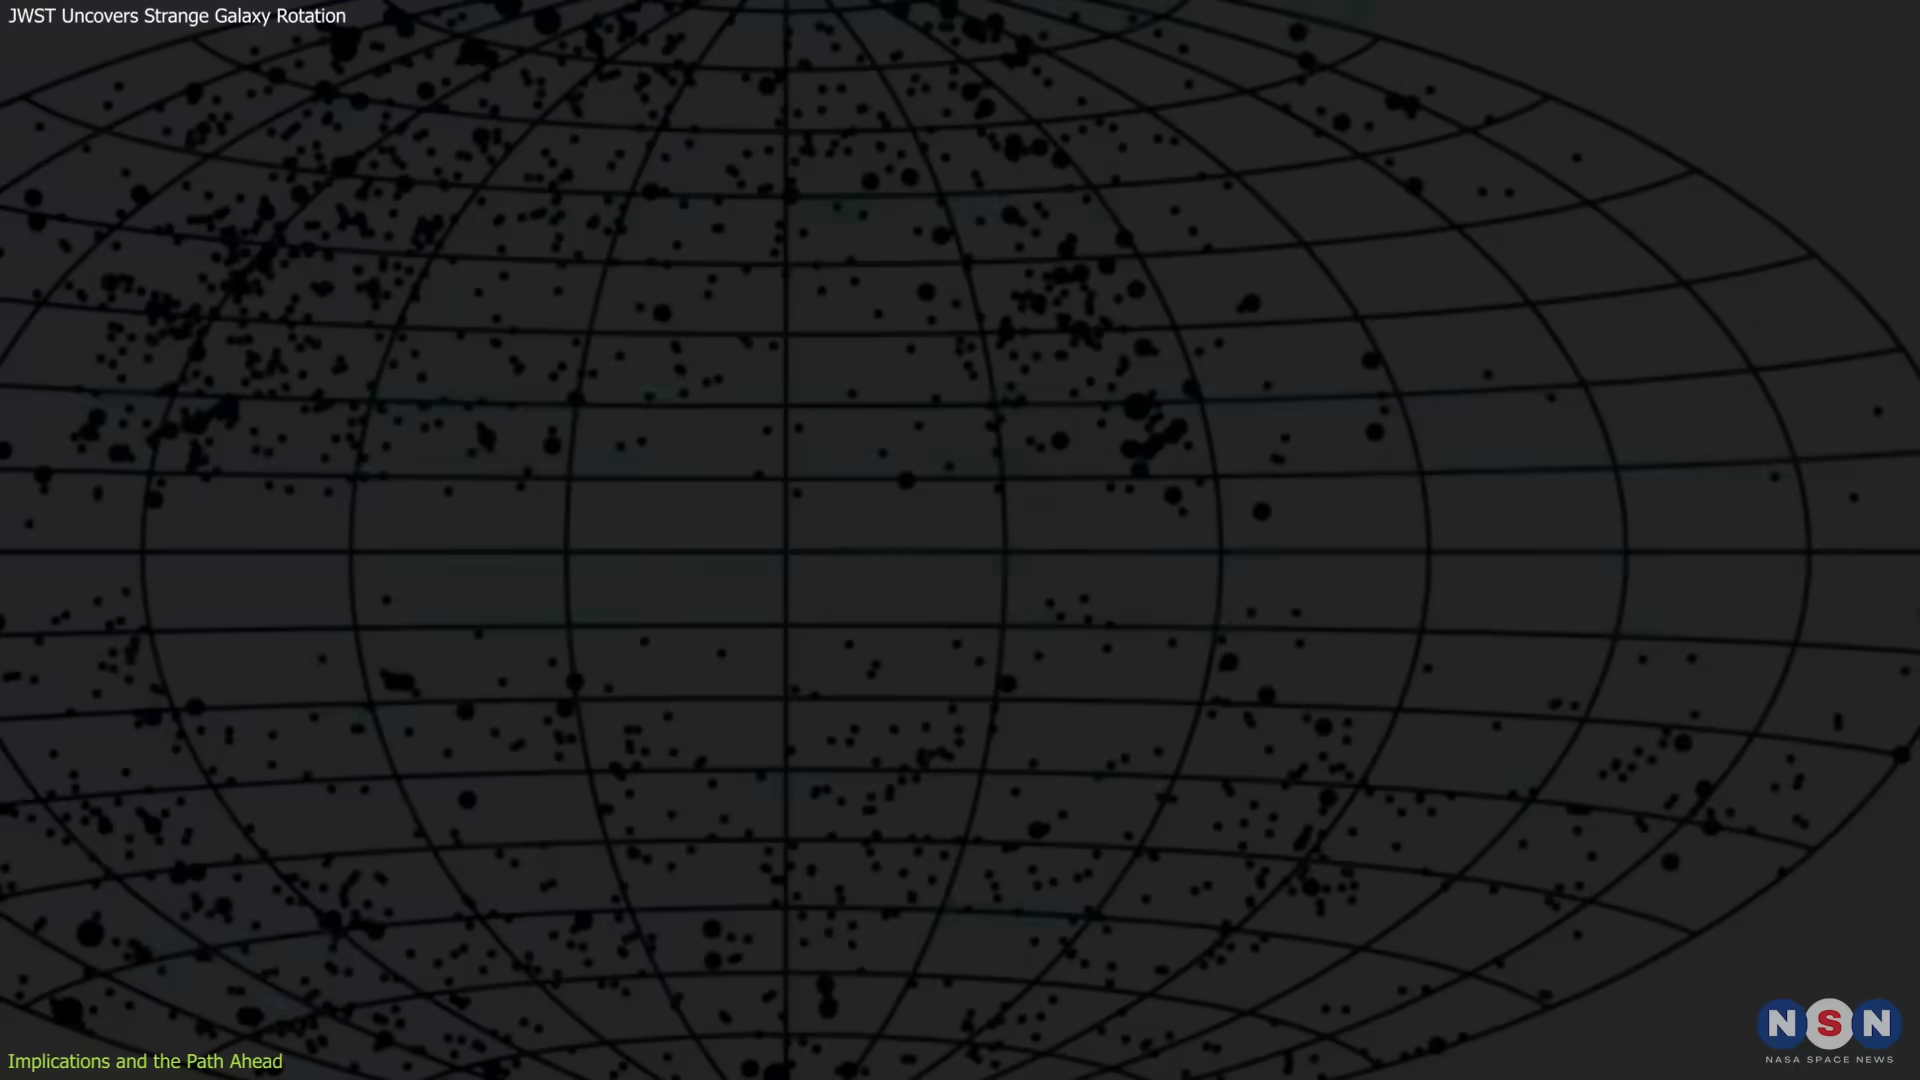 JWST Uncovers Strange Galaxy Rotation
NSN
NASA SPACE NEWS
Implications and the Path Ahead